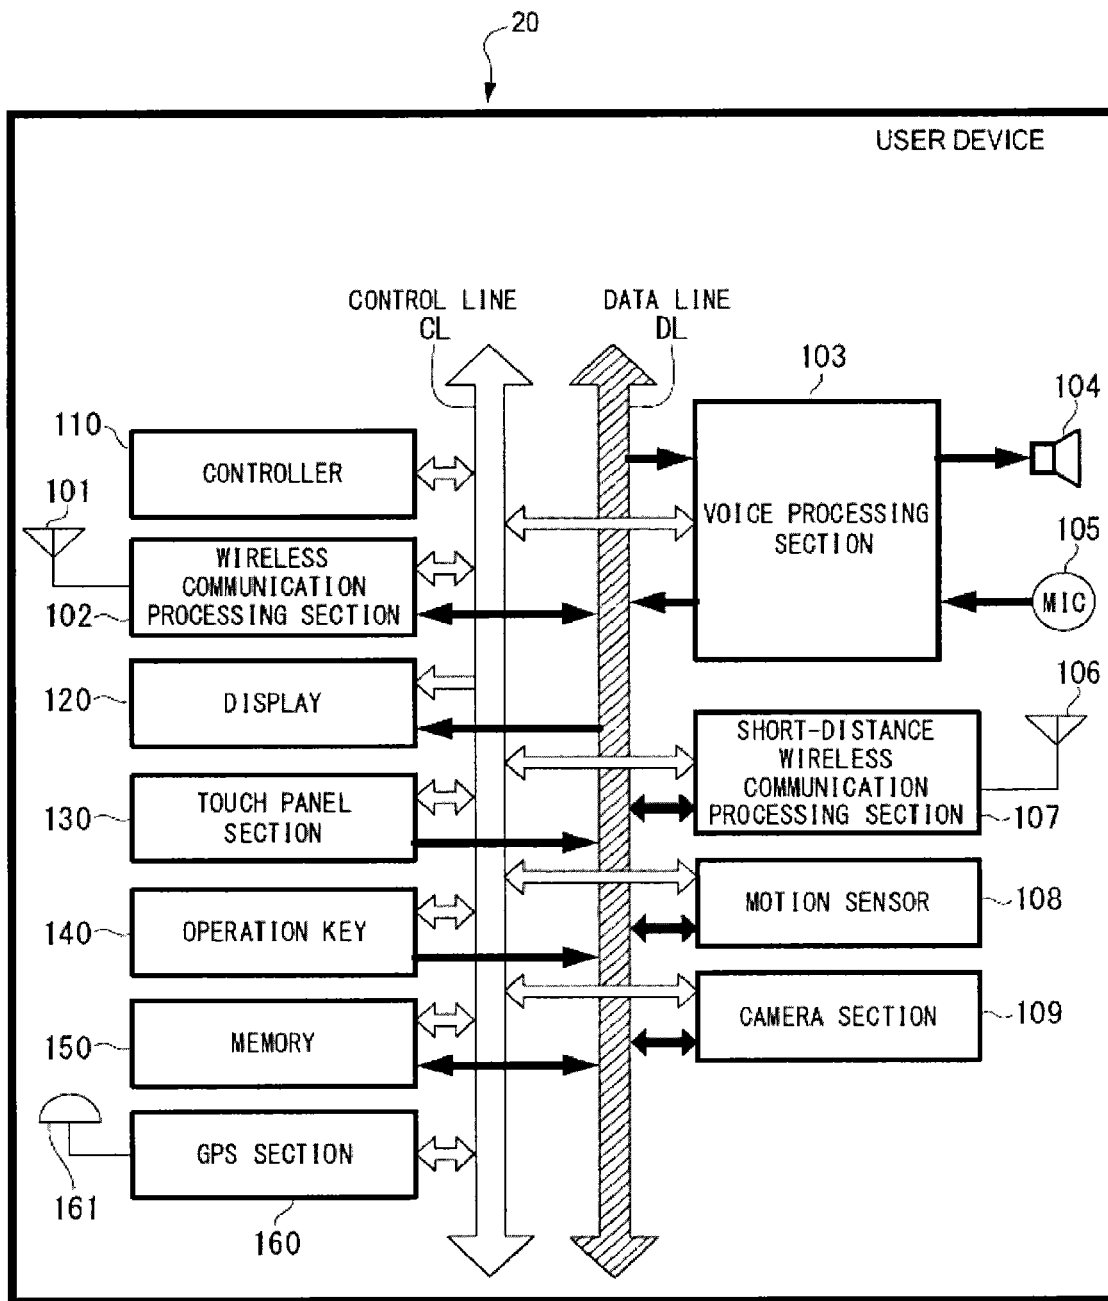 20
USER DEVICE
CONTROL LINE
CL
DATA LINE
DL
103
104
110
CONTROLLER
101
VOICE PROCESSING
SECTION
105
MIC
WIRELESS
COMMUNICATION
PROCESSING SECTION
102
106
120
DISPLAY
SHORT-DISTANCE
WIRELESS
COMMUNICATION
PROCESSING SECTION
107
130
TOUCH PANEL
SECTION
MOTION SENSOR
108
140
OPERATION KEY
CAMERA SECTION
109
150
MEMORY
GPS SECTION
161
160